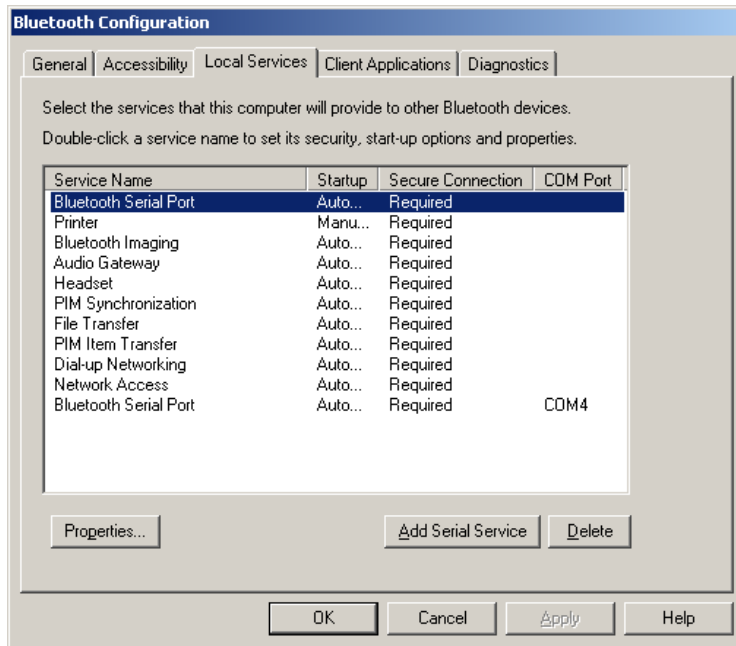 Bluetooth Configuration
General Accessibility Local Services Client Applications Diagnostics
Select the services that this computer will provide to other Bluetooth devices.
Double-click a service name to set its security, start-up options and properties.
Service Name Startup Secure Connection COM Port
Bluetooth Serial Port Auto... Required
Printer Manu... Required
Bluetooth Imaging Auto... Required
Audio Gateway Auto... Required
Headset Auto... Required
PIM Synchronization Auto... Required
File Transfer Auto... Required
PIM Item Transfer Auto... Required
Dial-up Networking Auto... Required
Network Access Auto... Required
Bluetooth Serial Port Auto... Required COM4
Properties... Add Serial Service Delete
OK Cancel Apply Help